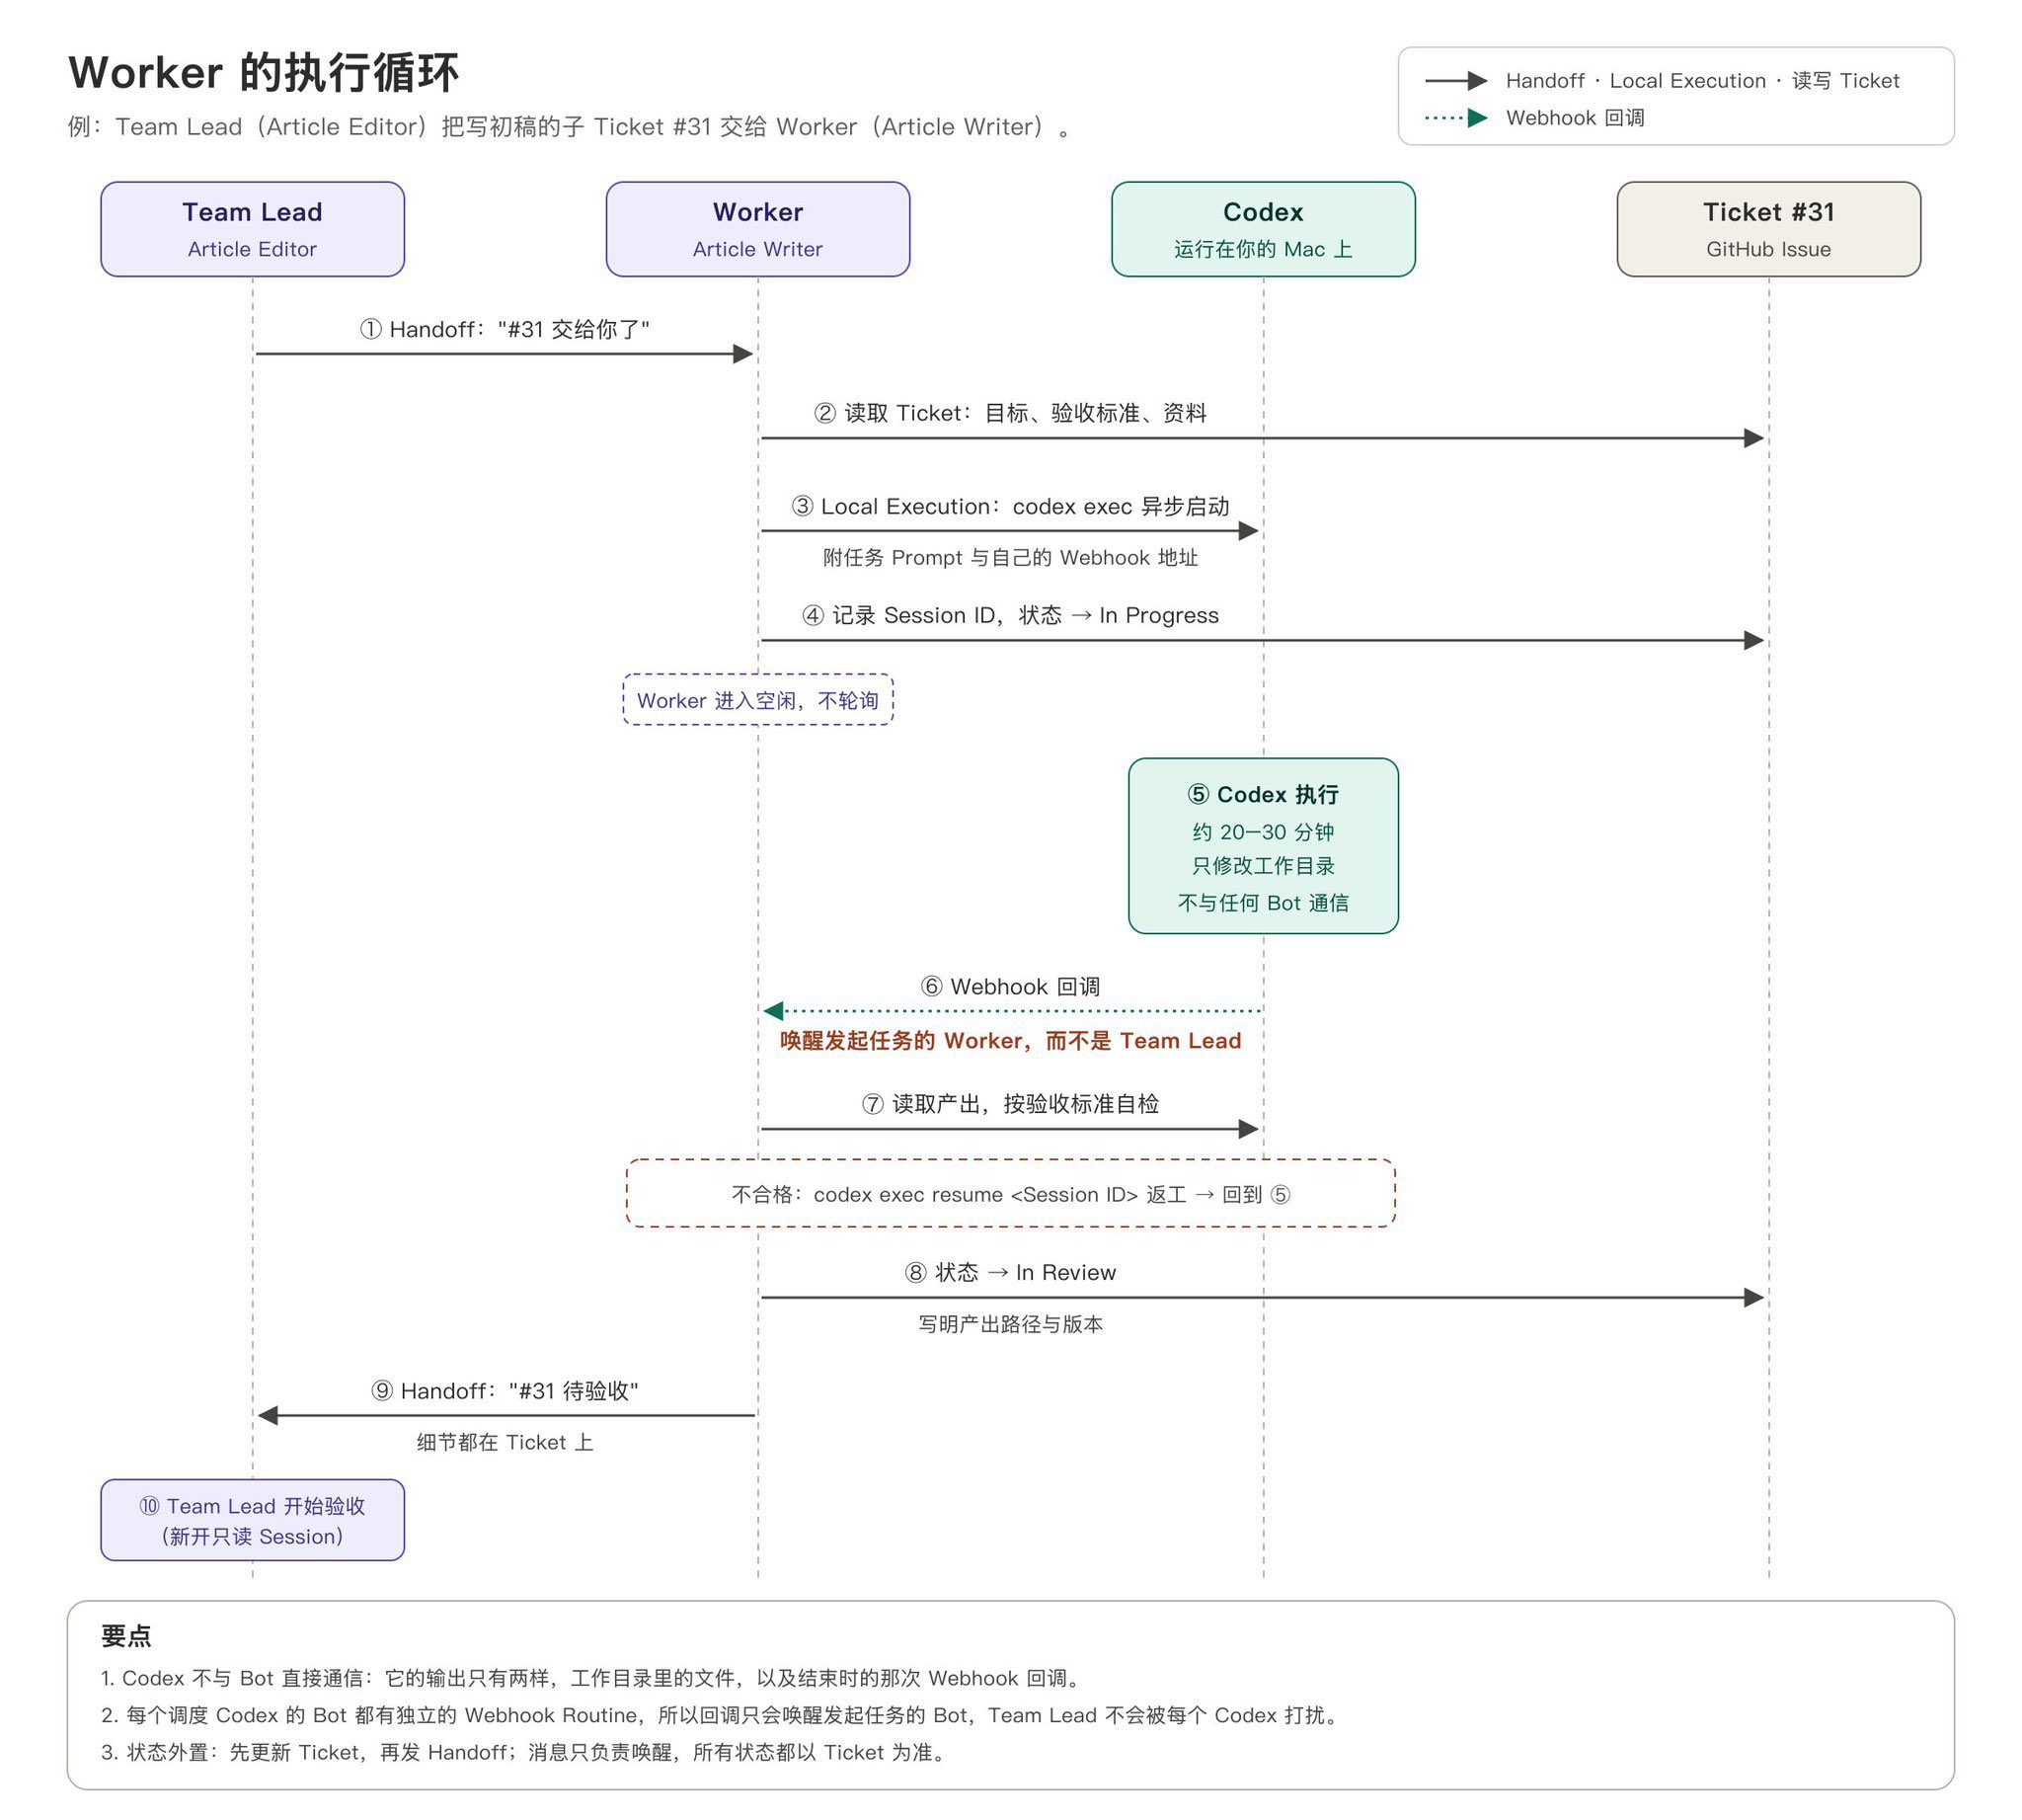 Worker 的执行循环
例：Team Lead（Article Editor）把写初稿的子 Ticket #31 交给 Worker（Article Writer）。
Handoff · Local Execution · 读写 Ticket
Webhook 回调
Team Lead
Article Editor
Worker
Article Writer
Codex
运行在你的 Mac 上
Ticket #31
GitHub Issue
① Handoff："#31 交给你了"
② 读取 Ticket：目标、验收标准、资料
③ Local Execution：codex exec 异步启动
附任务 Prompt 与自己的 Webhook 地址
④ 记录 Session ID，状态 → In Progress
Worker 进入空闲，不轮询
⑤ Codex 执行
约 20–30 分钟
只修改工作目录
不与任何 Bot 通信
⑥ Webhook 回调
唤醒发起任务的 Worker，而不是 Team Lead
⑦ 读取产出，按验收标准自检
不合格：codex exec resume <Session ID> 返工 → 回到 ⑤
⑧ 状态 → In Review
写明产出路径与版本
⑨ Handoff："#31 待验收"
细节都在 Ticket 上
⑩ Team Lead 开始验收
（新开只读 Session）
要点
1. Codex 不与 Bot 直接通信：它的输出只有两样，工作目录里的文件，以及结束时的那次 Webhook 回调。
2. 每个调度 Codex 的 Bot 都有独立的 Webhook Routine，所以回调只会唤醒发起任务的 Bot，Team Lead 不会被每个 Codex 打扰。
3. 状态外置：先更新 Ticket，再发 Handoff；消息只负责唤醒，所有状态都以 Ticket 为准。